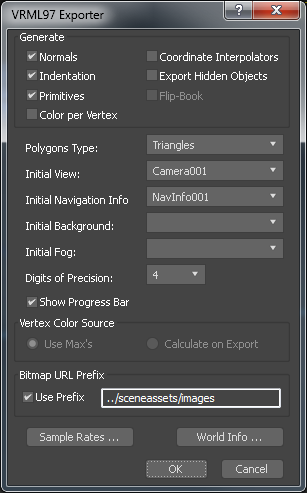 VRML97 Exporter
Generate
Normals
Coordinate Interpolators
Indentation
Export Hidden Objects
Primitives
Flip-Book
Color per Vertex
Polygons Type: Triangles
Initial View: Camera001
Initial Navigation Info NavInfo001
Initial Background:
Initial Fog:
Digits of Precision: 4
Show Progress Bar
Vertex Color Source
Use Max's Calculate on Export
Bitmap URL Prefix
Use Prefix ../sceneassets/images
Sample Rates ... World Info ...
OK Cancel